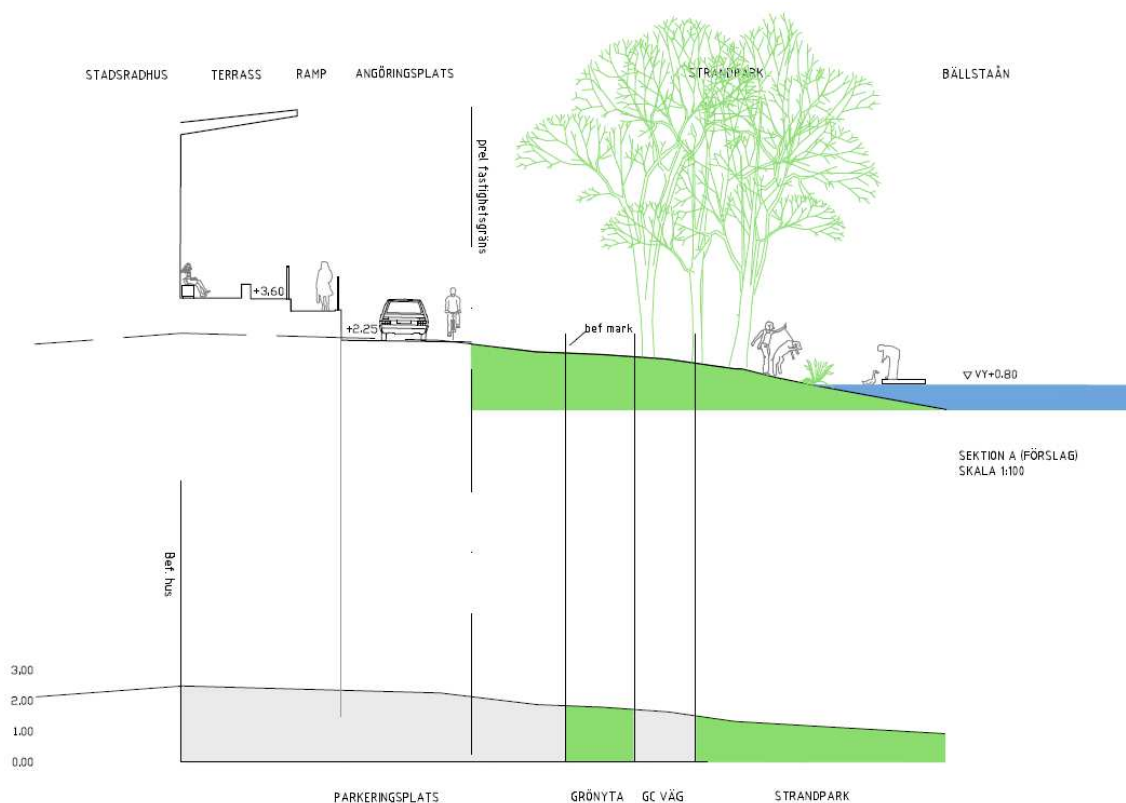 STADSRADHUS
TERRASS
RAMP
ANGÖRINGSPLATS
STRANDPARK
BÄLLSTAÅN
prel fastighetsgräns
+3,60
+2.25
bef mark
VY+0.80
SEKTION A (FÖRSLAG)
SKALA 1:100
Bef. hus
3,00
2.00
1.00
0.00
PARKERINGSPLATS
GRÖNYTA
GC VÄG
STRANDPARK